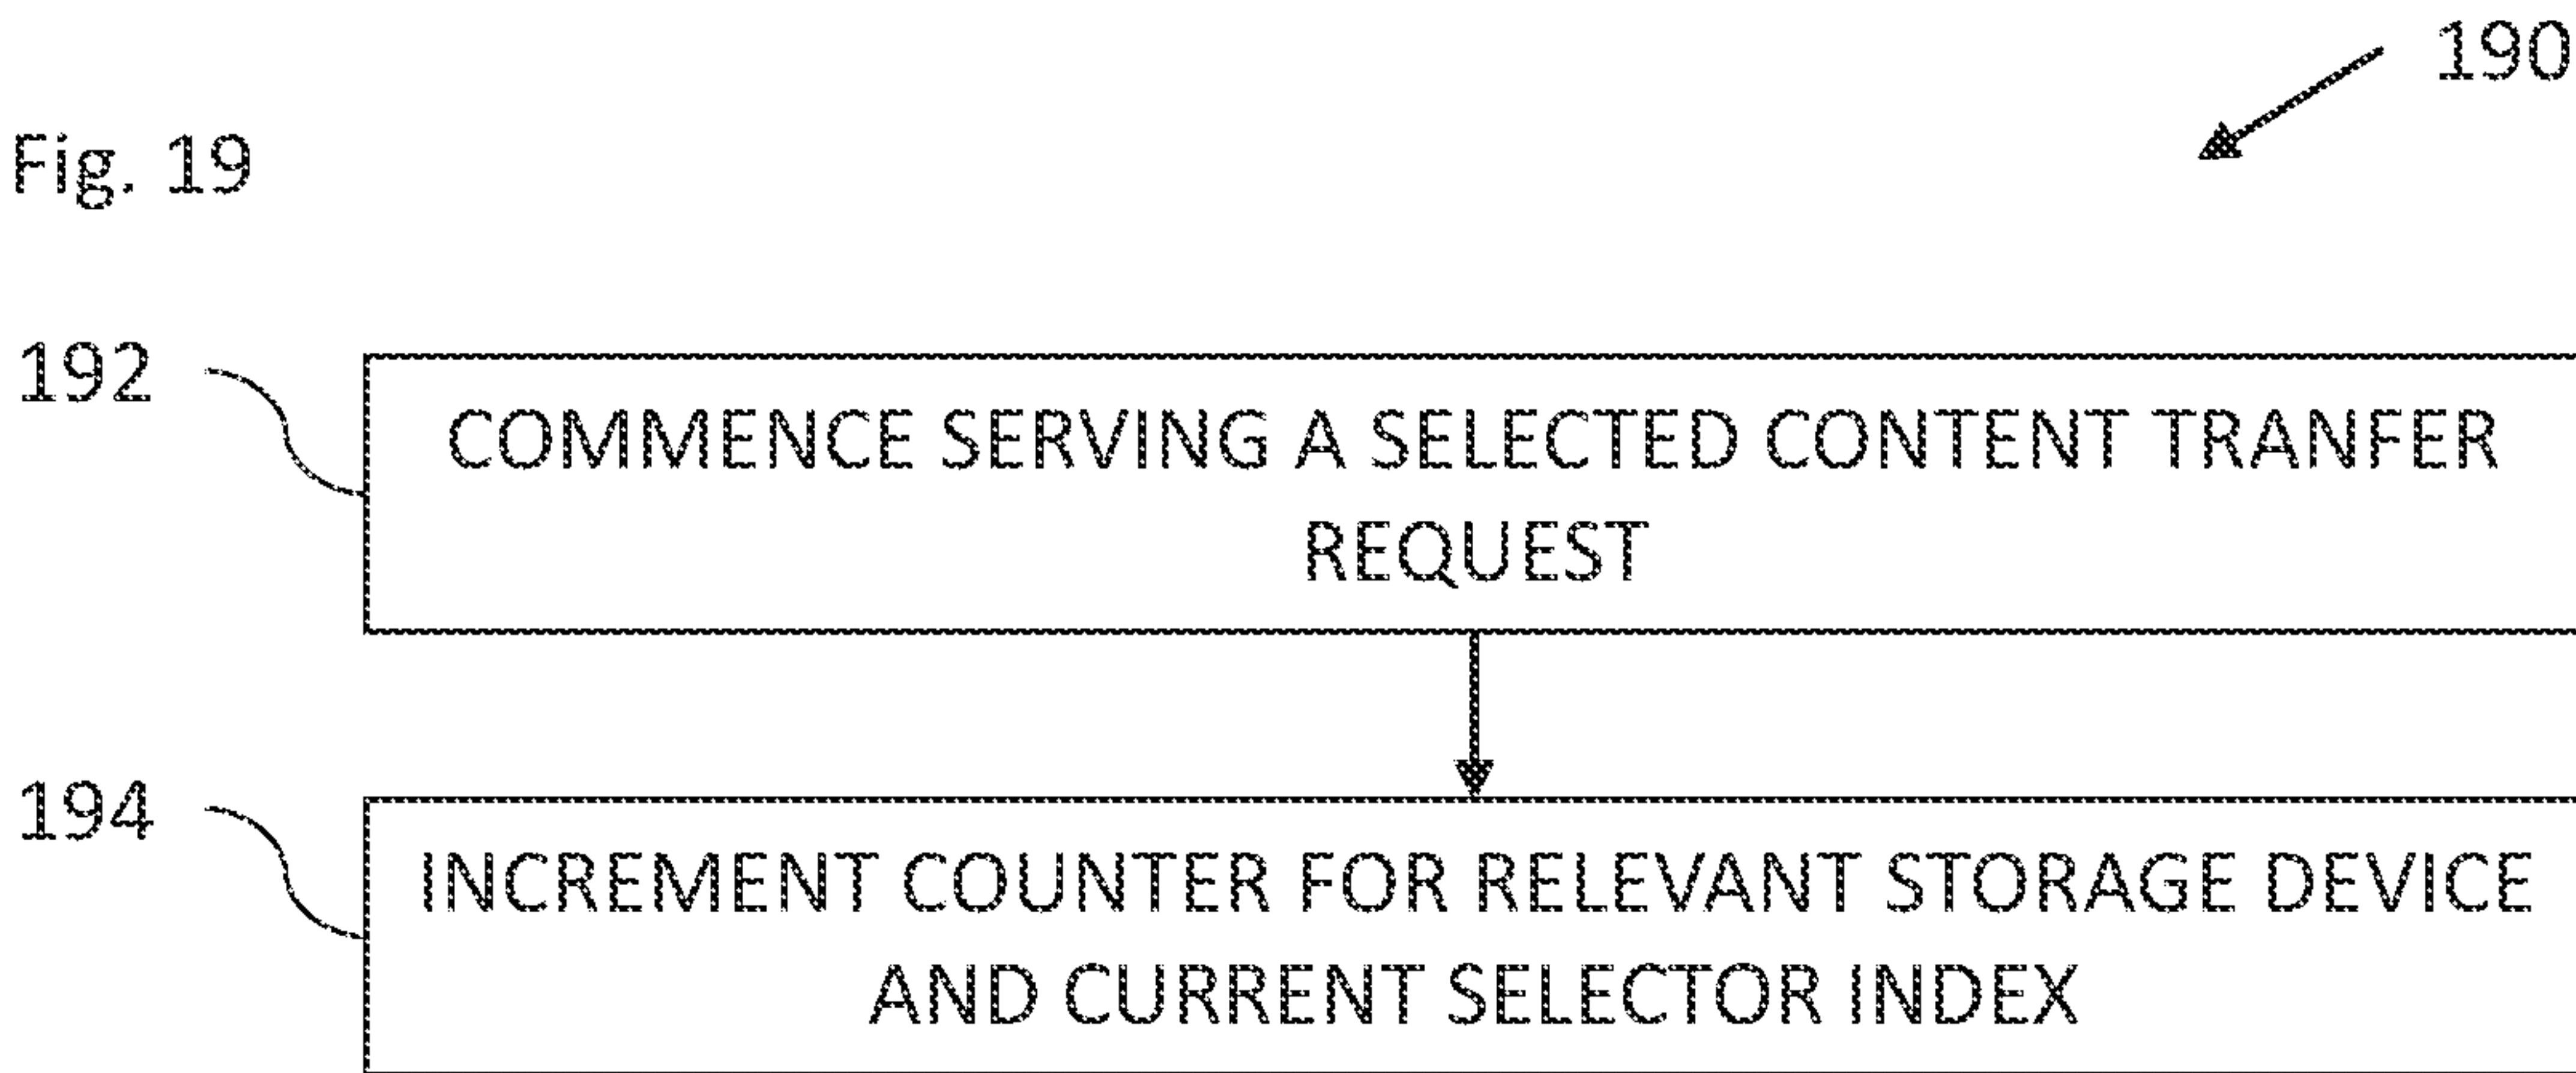 190
Fig. 19
192
COMMENCE SERVING A SELECTED CONTENT TRANFER
REQUEST
194
INCREMENT COUNTER FOR RELEVANT STORAGE DEVICE
AND CURRENT SELECTOR INDEX